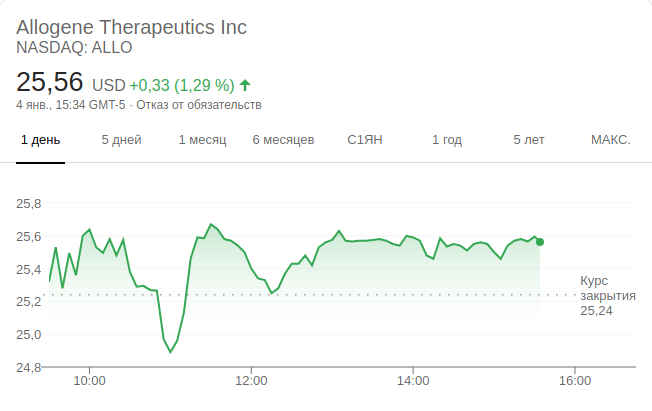 Allogene Therapeutics Inc
NASDAQ: ALLO
25,56 USD +0,33 (1,29 %)
4 янв., 15:34 GMT-5 · Отказ от обязательств
1 день 5 дней 1 месяц 6 месяцев С1ЯН 1 год 5 лет МАКС.
25,8
25,6
25,4
25,2
25,0
24,8
Курс
закрытия
25,24
10:00 12:00 14:00 16:00